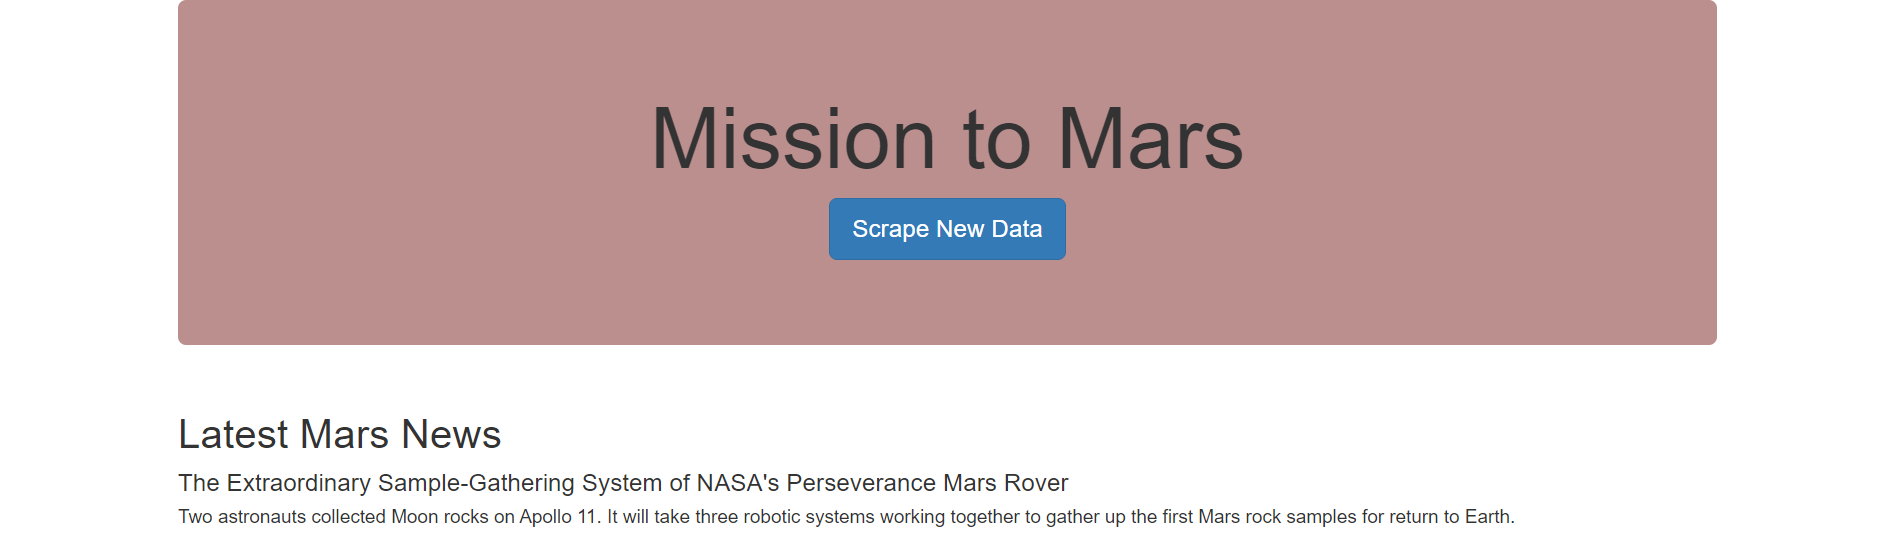 Mission to Mars
Scrape New Data
Latest Mars News
The Extraordinary Sample-Gathering System of NASA's Perseverance Mars Rover
Two astronauts collected Moon rocks on Apollo 11. It will take three robotic systems working together to gather up the first Mars rock samples for return to Earth.